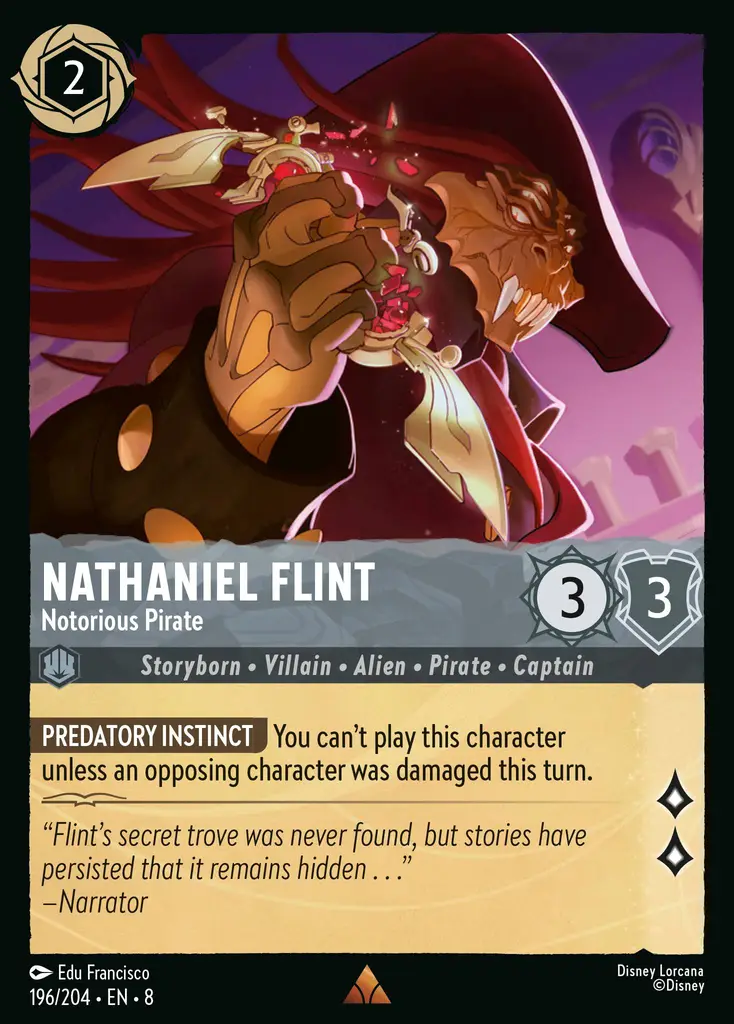 2
NATHANIEL FLINT
Notorious Pirate
3
3
Storyborn • Villain • Alien • Pirate • Captain
PREDATORY INSTINCT You can’t play this character
unless an opposing character was damaged this turn.
“Flint’s secret trove was never found, but stories have
persisted that it remains hidden . . .”
–Narrator
Edu Francisco
Disney Lorcana
196/204 • EN • 8
©Disney